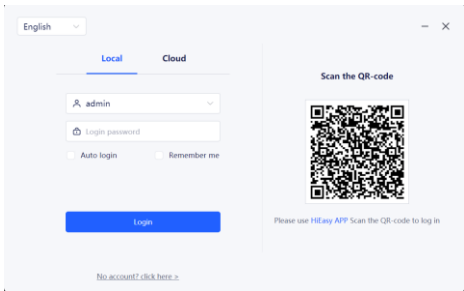 English
Local
Cloud
admin
Login password
Auto login
Remember me
Login
No account? click here >
Scan the QR-code
Please use HiEasy APP Scan the QR-code to log in